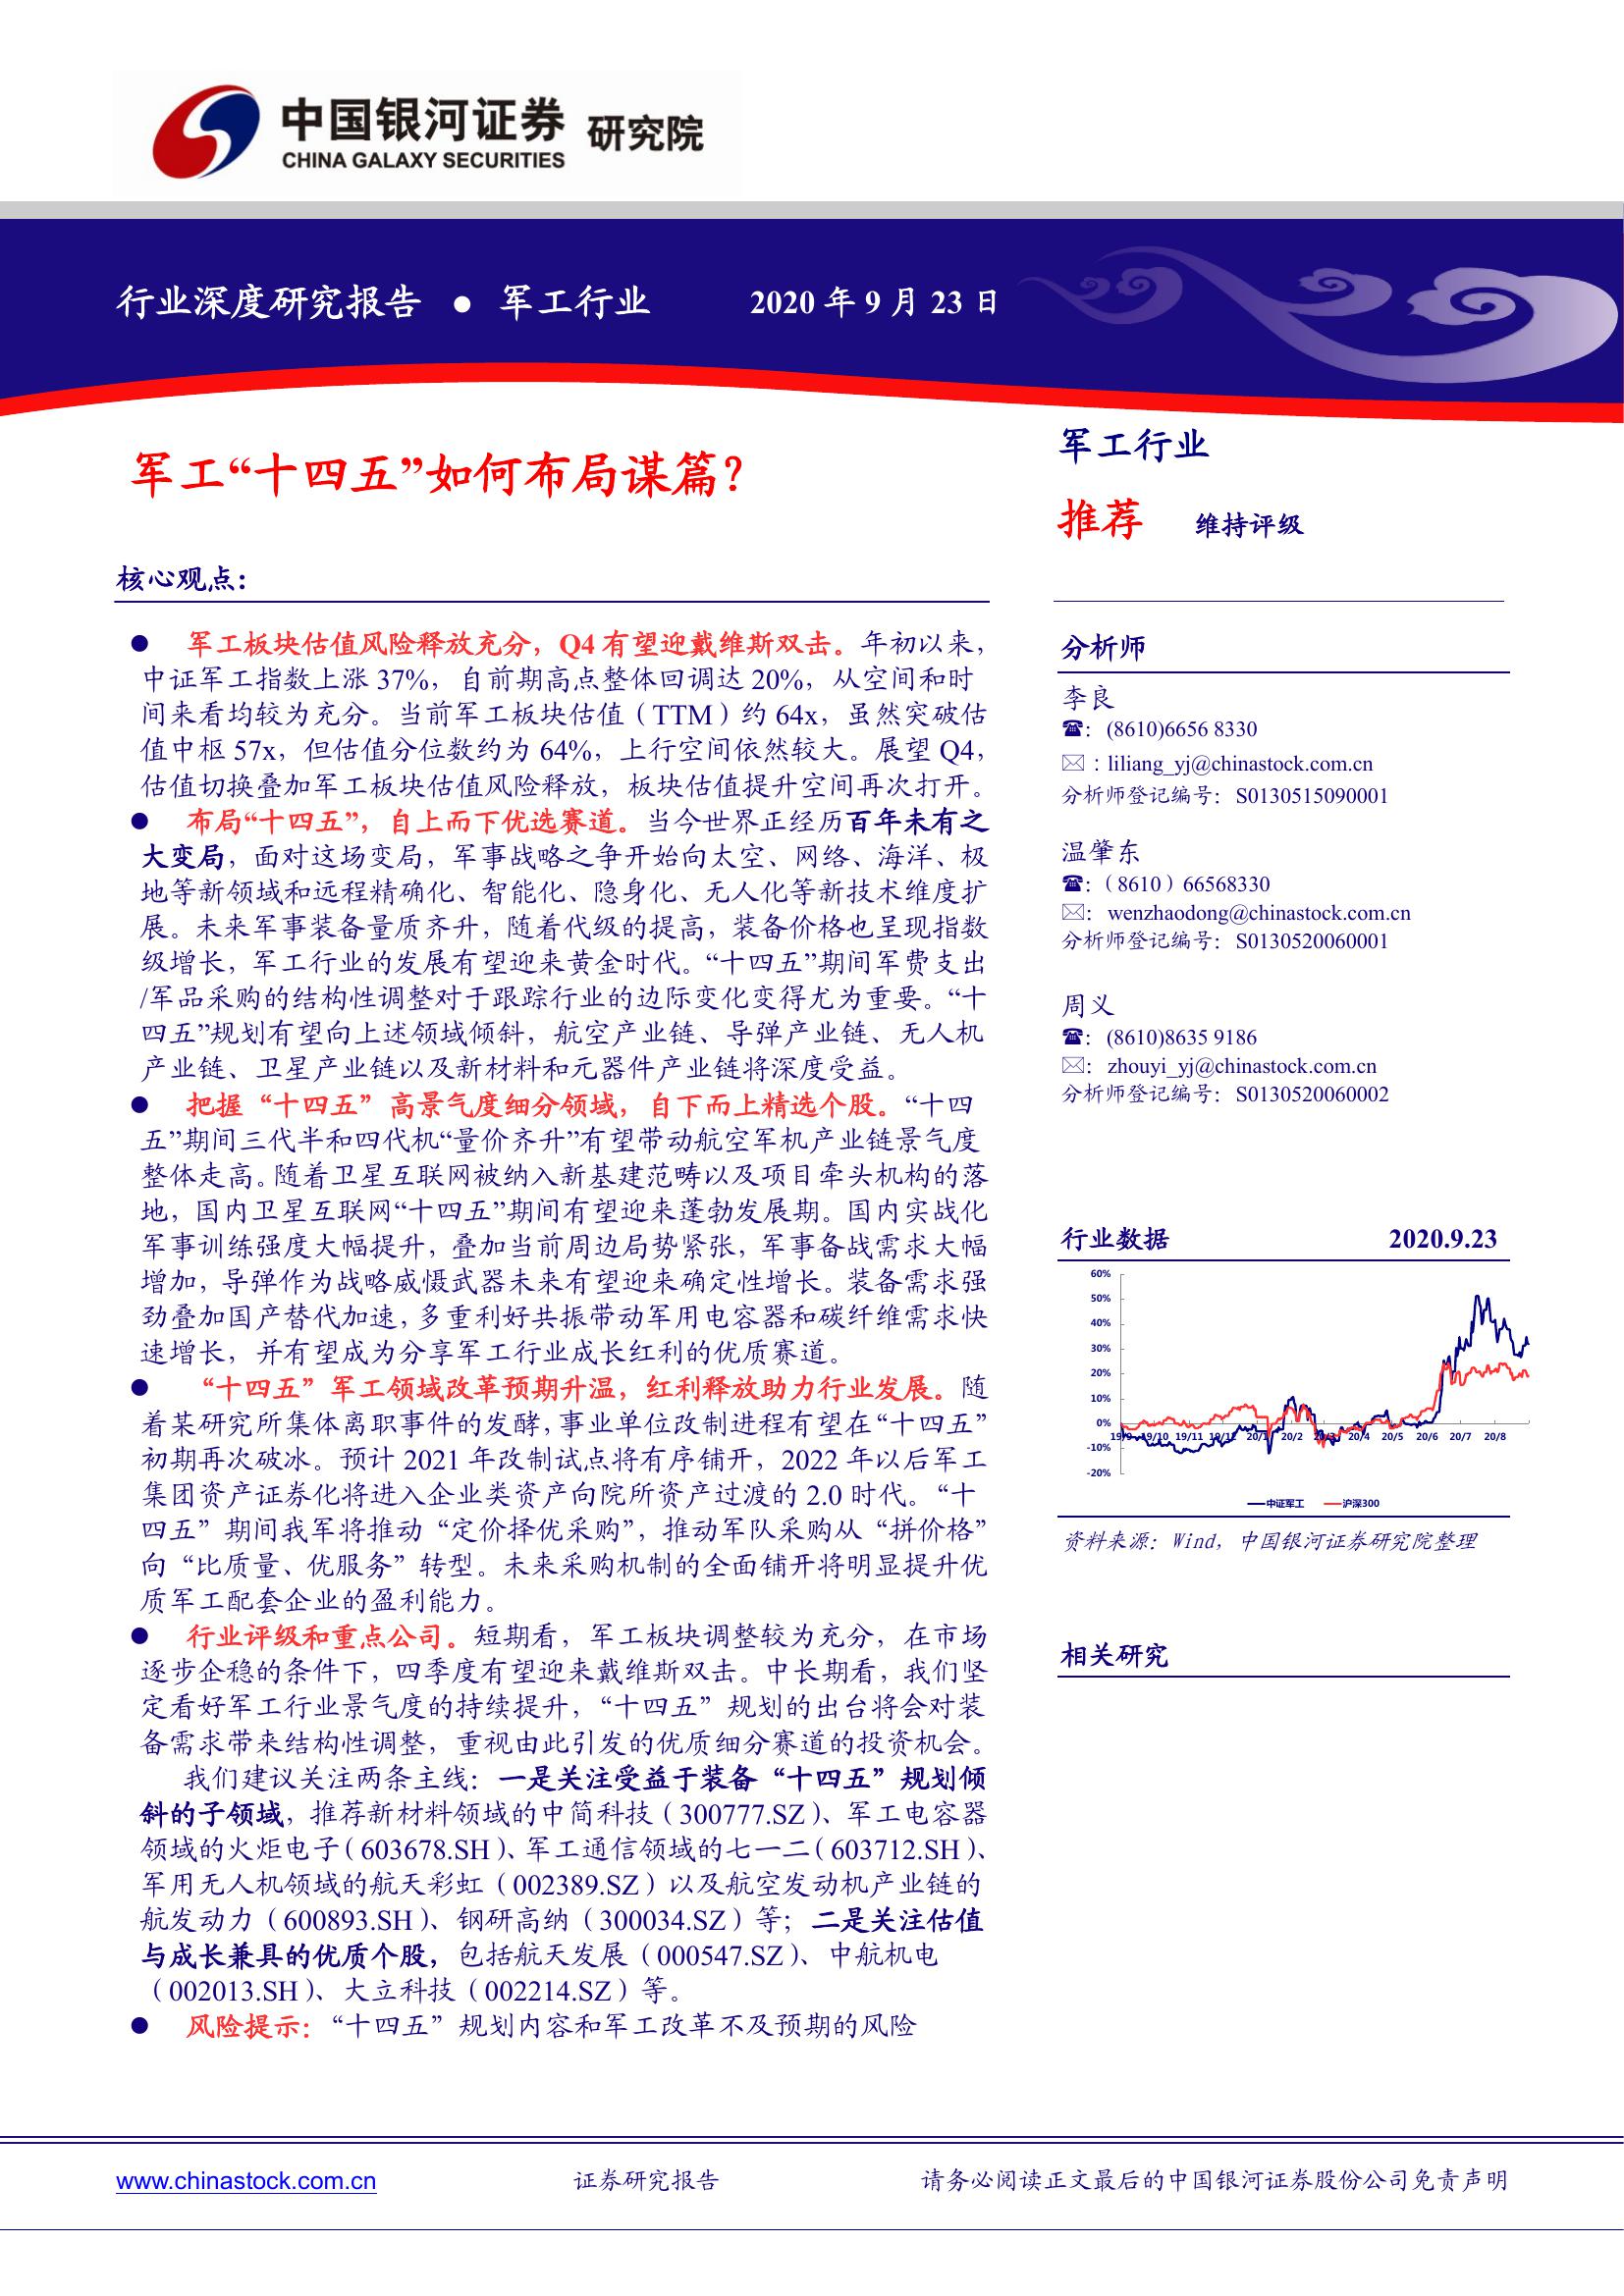 中国银河证券 研究院
CHINA GALAXY SECURITIES
行业深度研究报告 ● 军工行业 2020 年 9 月 23 日
军工“十四五”如何布局谋篇？
核心观点：
● 军工板块估值风险释放充分，Q4 有望迎戴维斯双击。年初以来，
中证军工指数上涨 37%，自前期高点整体回调达 20%，从空间和时
间来看均较为充分。当前军工板块估值（TTM）约 64x，虽然突破估
值中枢 57x，但估值分位数约为 64%，上行空间依然较大。展望 Q4，
估值切换叠加军工板块估值风险释放，板块估值提升空间再次打开。
● 布局“十四五”，自上而下优选赛道。当今世界正经历百年未有之
大变局，面对这场变局，军事战略之争开始向太空、网络、海洋、极
地等新领域和远程精确化、智能化、隐身化、无人化等新技术维度扩
展。未来军事装备量质齐升，随着代级的提高，装备价格也呈现指数
级增长，军工行业的发展有望迎来黄金时代。“十四五”期间军费支出
/军品采购的结构性调整对于跟踪行业的边际变化变得尤为重要。“十
四五”规划有望向上述领域倾斜，航空产业链、导弹产业链、无人机
产业链、卫星产业链以及新材料和元器件产业链将深度受益。
● 把握“十四五”高景气度细分领域，自下而上精选个股。“十四
五”期间三代半和四代机“量价齐升”有望带动航空军机产业链景气度
整体走高。随着卫星互联网被纳入新基建范畴以及项目牵头机构的落
地，国内卫星互联网“十四五”期间有望迎来蓬勃发展期。国内实战化
军事训练强度大幅提升，叠加当前周边局势紧张，军事备战需求大幅
增加，导弹作为战略威慑武器未来有望迎来确定性增长。装备需求强
劲叠加国产替代加速，多重利好共振带动军用电容器和碳纤维需求快
速增长，并有望成为分享军工行业成长红利的优质赛道。
● “十四五”军工领域改革预期升温，红利释放助力行业发展。随
着某研究所集体离职事件的发酵，事业单位改制进程有望在“十四五”
初期再次破冰。预计 2021 年改制试点将有序铺开，2022 年以后军工
集团资产证券化将进入企业类资产向院所资产过渡的 2.0 时代。“十
四五”期间我军将推动“定价择优采购”，推动军队采购从“拼价格”
向“比质量、优服务”转型。未来采购机制的全面铺开将明显提升优
质军工配套企业的盈利能力。
● 行业评级和重点公司。短期看，军工板块调整较为充分，在市场
逐步企稳的条件下，四季度有望迎来戴维斯双击。中长期看，我们坚
定看好军工行业景气度的持续提升，“十四五”规划的出台将会对装
备需求带来结构性调整，重视由此引发的优质细分赛道的投资机会。
我们建议关注两条主线：一是关注受益于装备“十四五”规划倾
斜的子领域，推荐新材料领域的中简科技（300777.SZ）、军工电容器
领域的火炬电子（603678.SH）、军工通信领域的七一二（603712.SH）、
军用无人机领域的航天彩虹（002389.SZ）以及航空发动机产业链的
航发动力（600893.SH）、钢研高纳（300034.SZ）等；二是关注估值
与成长兼具的优质个股，包括航天发展（000547.SZ）、中航机电
（002013.SH）、大立科技（002214.SZ）等。
● 风险提示：“十四五”规划内容和军工改革不及预期的风险
军工行业
推荐 维持评级
分析师
李良
☎：(8610)6656 8330
✉：liliang_yj@chinastock.com.cn
分析师登记编号：S0130515090001
温肇东
☎：（8610）66568330
✉：wenzhaodong@chinastock.com.cn
分析师登记编号：S0130520060001
周义
☎：(8610)8635 9186
✉：zhouyi_yj@chinastock.com.cn
分析师登记编号：S0130520060002
行业数据 2020.9.23
60%
50%
40%
30%
20%
10%
0%
-10%
-20%
19/9 19/10 19/11 19/12 20/1 20/2 20/3 20/4 20/5 20/6 20/7 20/8
中证军工 沪深300
资料来源：Wind，中国银河证券研究院整理
相关研究
www.chinastock.com.cn 证券研究报告 请务必阅读正文最后的中国银河证券股份公司免责声明